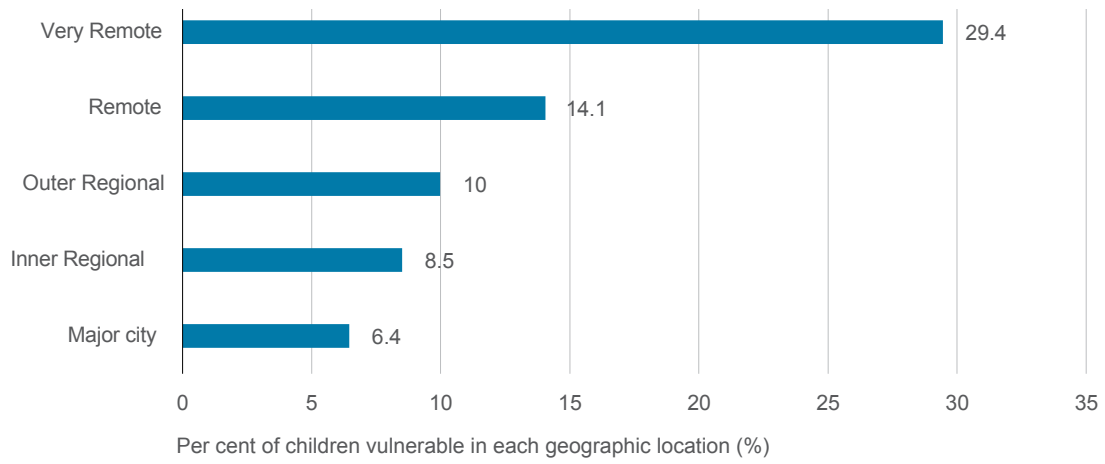 Very Remote 29.4
Remote 14.1
Outer Regional 10
Inner Regional 8.5
Major city 6.4
0 5 10 15 20 25 30 35
Per cent of children vulnerable in each geographic location (%)